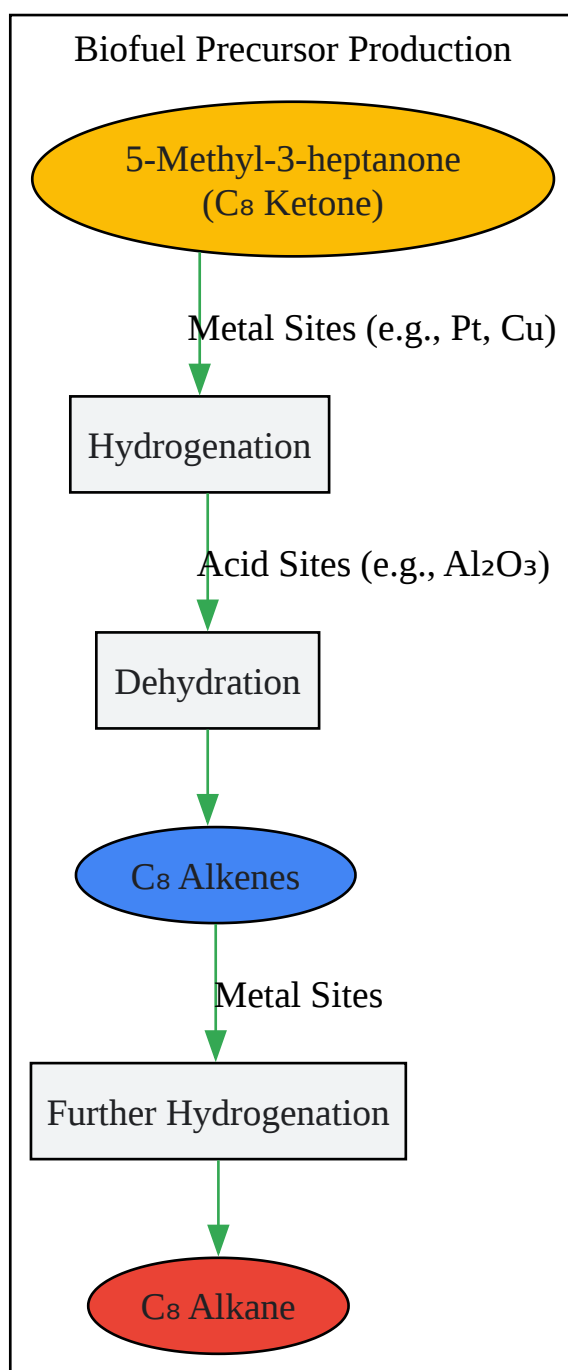 Biofuel Precursor Production
5-Methyl-3-heptanone
(C₈ Ketone)
Metal Sites (e.g., Pt, Cu)
Hydrogenation
Acid Sites (e.g., Al₂O₃)
Dehydration
C₈ Alkenes
Metal Sites
Further Hydrogenation
C₈ Alkane